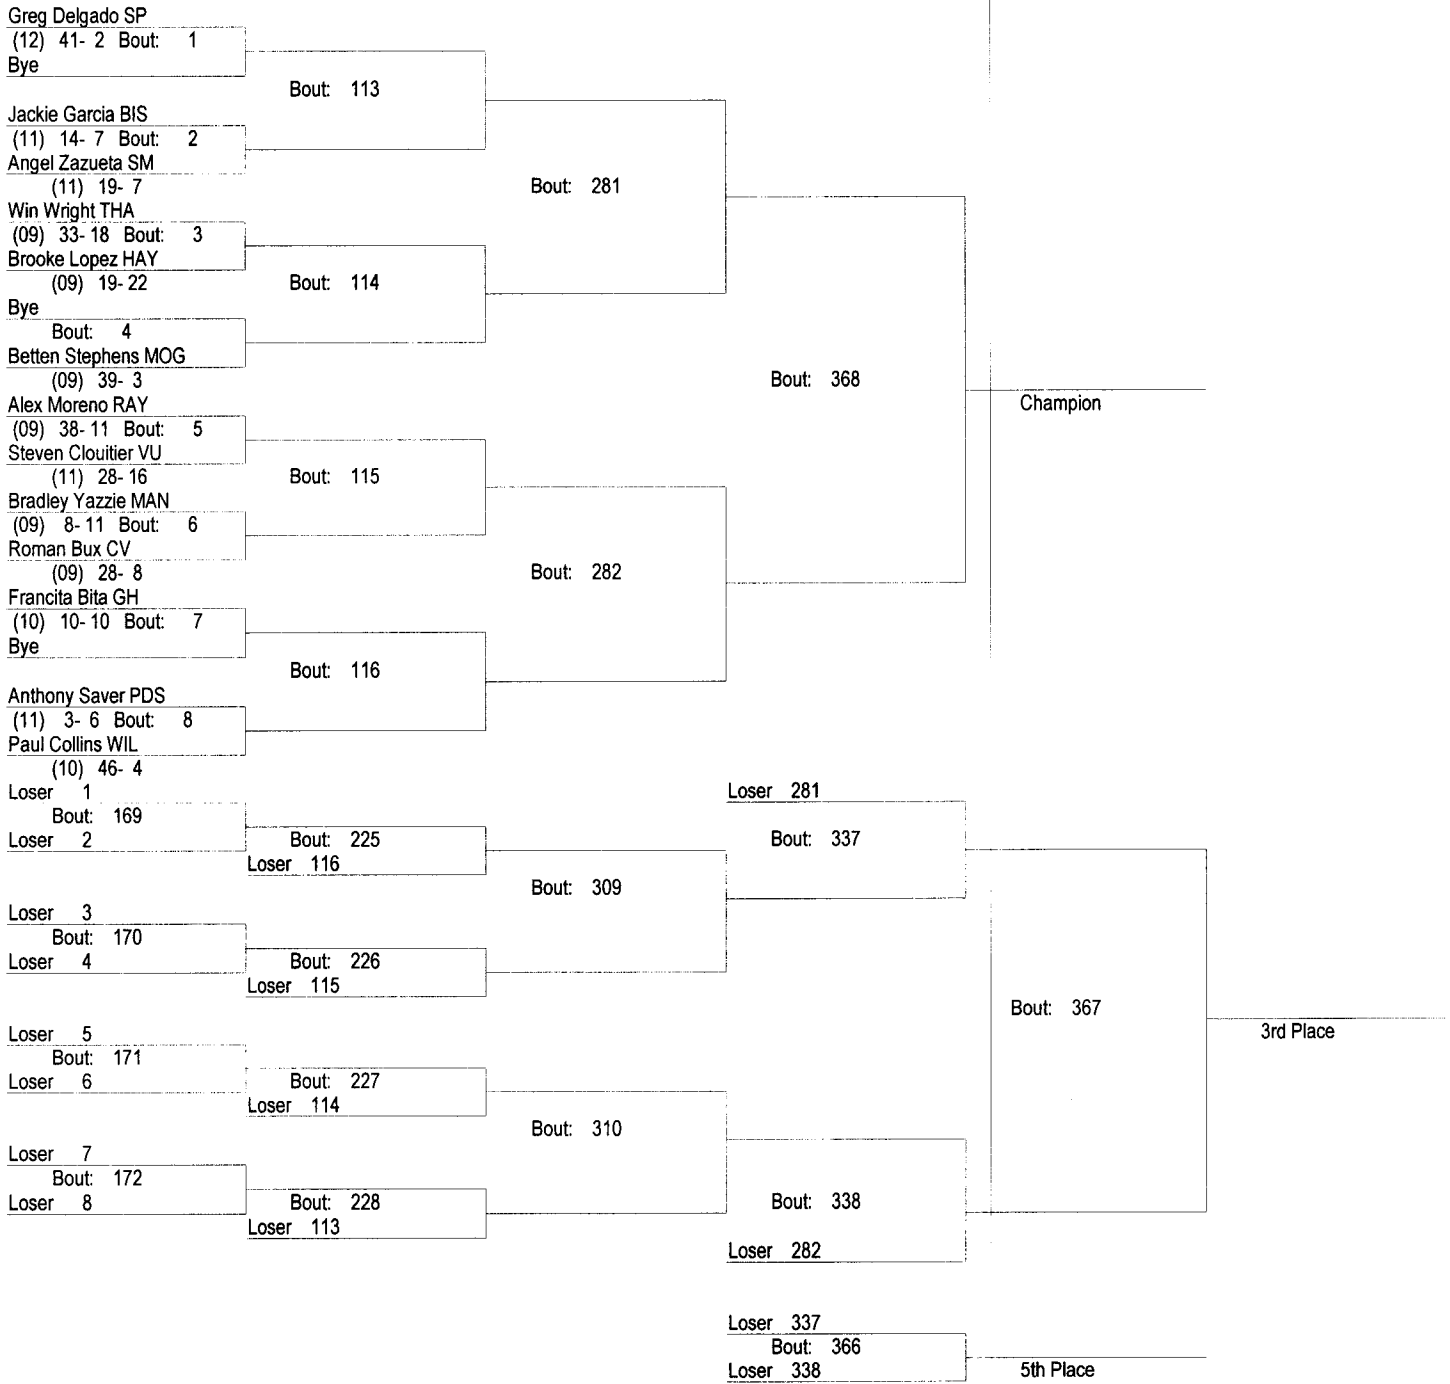 Greg Delgado SP
(12) 41- 2 Bout: 1
Bye
Bout: 113
Jackie Garcia BIS
(11) 14- 7 Bout: 2
Angel Zazueta SM
(11) 19- 7
Bout: 281
Win Wright THA
(09) 33- 18 Bout: 3
Brooke Lopez HAY
(09) 19- 22
Bout: 114
Bye
Bout: 4
Betten Stephens MOG
(09) 39- 3
Bout: 368
Champion
Alex Moreno RAY
(09) 38- 11 Bout: 5
Steven Clouitier VU
(11) 28- 16
Bout: 115
Bradley Yazzie MAN
(09) 8- 11 Bout: 6
Roman Bux CV
(09) 28- 8
Bout: 282
Francita Bita GH
(10) 10- 10 Bout: 7
Bye
Bout: 116
Anthony Saver PDS
(11) 3- 6 Bout: 8
Paul Collins WIL
(10) 46- 4
Loser 1
Bout: 169
Loser 2
Bout: 225
Loser 116
Bout: 309
Loser 281
Bout: 337
Loser 3
Bout: 170
Loser 4
Bout: 226
Loser 115
Bout: 367
3rd Place
Loser 5
Bout: 171
Loser 6
Bout: 227
Loser 114
Bout: 310
Loser 7
Bout: 172
Loser 8
Bout: 228
Loser 113
Bout: 338
Loser 282
Loser 337
Bout: 366
Loser 338
5th Place